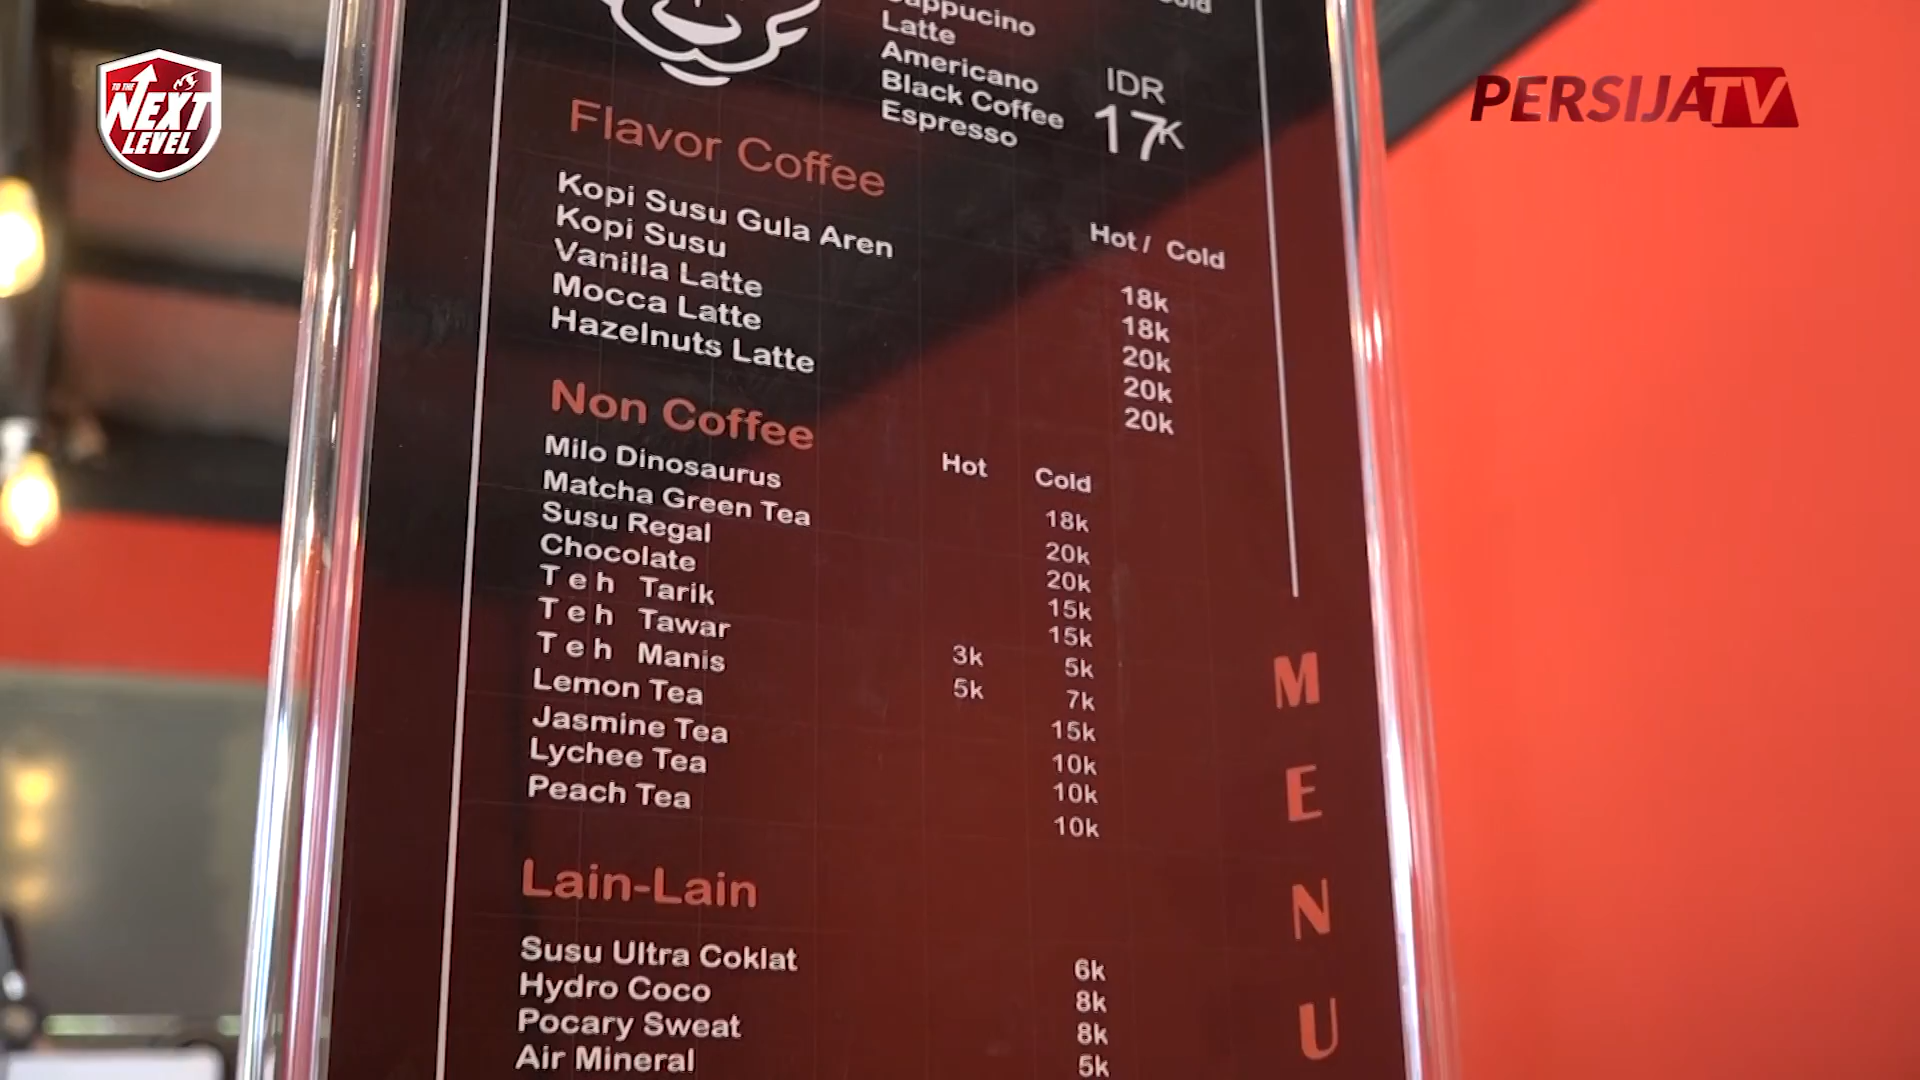 TO THE
NEXT
LEVEL
PERSIJATV
Cold
Cappucino
Latte
Americano
Black Coffee
Espresso
IDR
17K
Flavor Coffee
Hot / Cold
Kopi Susu Gula Aren 18k
Kopi Susu 18k
Vanilla Latte 20k
Mocca Latte 20k
Hazelnuts Latte 20k
Non Coffee
Hot Cold
Milo Dinosaurus 18k
Matcha Green Tea 20k
Susu Regal 20k
Chocolate 15k
Teh Tarik 15k
Teh Tawar 3k 5k
Teh Manis 5k 7k
Lemon Tea 15k
Jasmine Tea 10k
Lychee Tea 10k
Peach Tea 10k
Lain-Lain
Susu Ultra Coklat 6k
Hydro Coco 8k
Pocary Sweat 8k
Air Mineral 5k
MENU